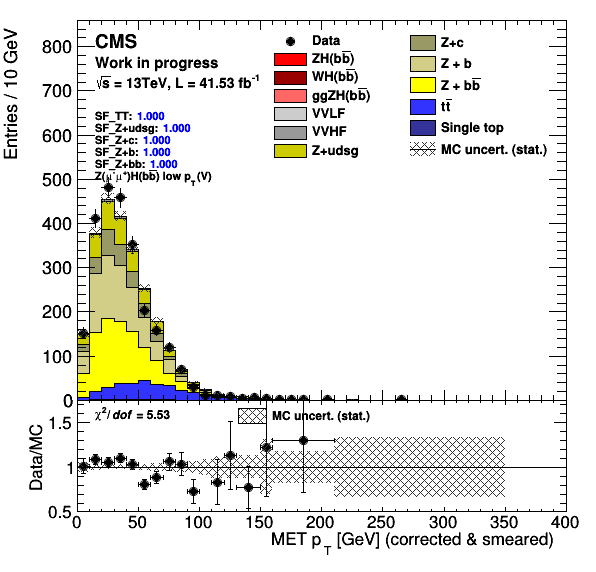 CMS
Work in progress
√s = 13TeV, L = 41.53 fb⁻¹
SF_TT: 1.000
SF_Z+udsg: 1.000
SF_Z+c: 1.000
SF_Z+b: 1.000
SF_Z+bb: 1.000
Z(μ⁻μ⁺)H(bb̅) low p_T(V)
Data
ZH(bb̅)
WH(bb̅)
ggZH(bb̅)
VVLF
VVHF
Z+udsg
Z+c
Z + b
Z + bb̅
tt̅
Single top
MC uncert. (stat.)
Entries / 10 GeV
800
700
600
500
400
300
200
100
0
χ²/dof = 5.53
MC uncert. (stat.)
Data/MC
1.5
1
0.5
0 50 100 150 200 250 300 350 400
MET p_T [GeV] (corrected & smeared)